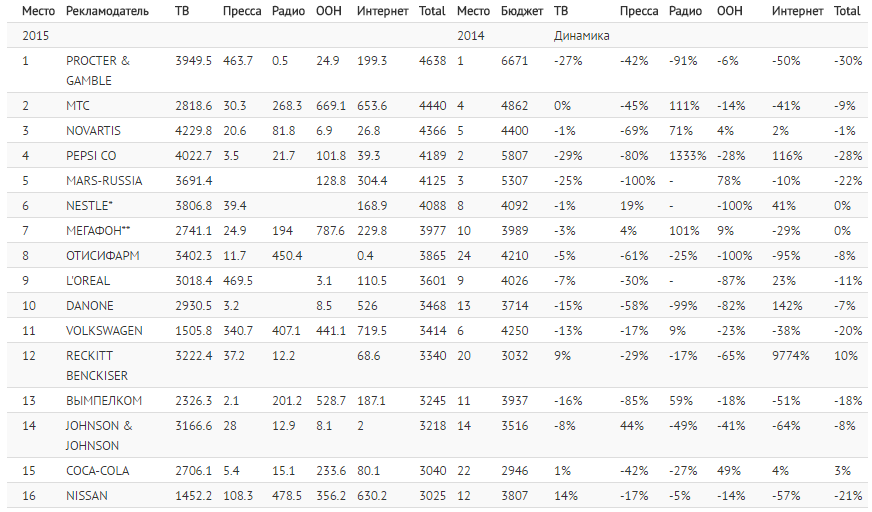 Место Рекламодатель ТВ Пресса Радио ООН Интернет Total Место Бюджет ТВ Пресса Радио ООН Интернет Total
2015 2014 Динамика
1 PROCTER & 3949.5 463.7 0.5 24.9 199.3 4638 1 6671 -27% -42% -91% -6% -50% -30%
GAMBLE
2 МТС 2818.6 30.3 268.3 669.1 653.6 4440 4 4862 0% -45% 111% -14% -41% -9%
3 NOVARTIS 4229.8 20.6 81.8 6.9 26.8 4366 5 4400 -1% -69% 71% 4% 2% -1%
4 PEPSI CO 4022.7 3.5 21.7 101.8 39.3 4189 2 5807 -29% -80% 1333% -28% 116% -28%
5 MARS-RUSSIA 3691.4 128.8 304.4 4125 3 5307 -25% -100% - 78% -10% -22%
6 NESTLE* 3806.8 39.4 168.9 4088 8 4092 -1% 19% - -100% 41% 0%
7 МЕГАФОН** 2741.1 24.9 194 787.6 229.8 3977 10 3989 -3% 4% 101% 9% -29% 0%
8 ОТИСИФАРМ 3402.3 11.7 450.4 0.4 3865 24 4210 -5% -61% -25% -100% -95% -8%
9 L'OREAL 3018.4 469.5 3.1 110.5 3601 9 4026 -7% -30% - -87% 23% -11%
10 DANONE 2930.5 3.2 8.5 526 3468 13 3714 -15% -58% -99% -82% 142% -7%
11 VOLKSWAGEN 1505.8 340.7 407.1 441.1 719.5 3414 6 4250 -13% -17% 9% -23% -38% -20%
12 RECKITT 3222.4 37.2 12.2 68.6 3340 20 3032 9% -29% -17% -65% 9774% 10%
BENCKISER
13 ВЫМПЕЛКОМ 2326.3 2.1 201.2 528.7 187.1 3245 11 3937 -16% -85% 59% -18% -51% -18%
14 JOHNSON & 3166.6 28 12.9 8.1 2 3218 14 3516 -8% 44% -49% -41% -64% -8%
JOHNSON
15 COCA-COLA 2706.1 5.4 15.1 233.6 80.1 3040 22 2946 1% -42% -27% 49% 4% 3%
16 NISSAN 1452.2 108.3 478.5 356.2 630.2 3025 12 3807 14% -17% -5% -14% -57% -21%